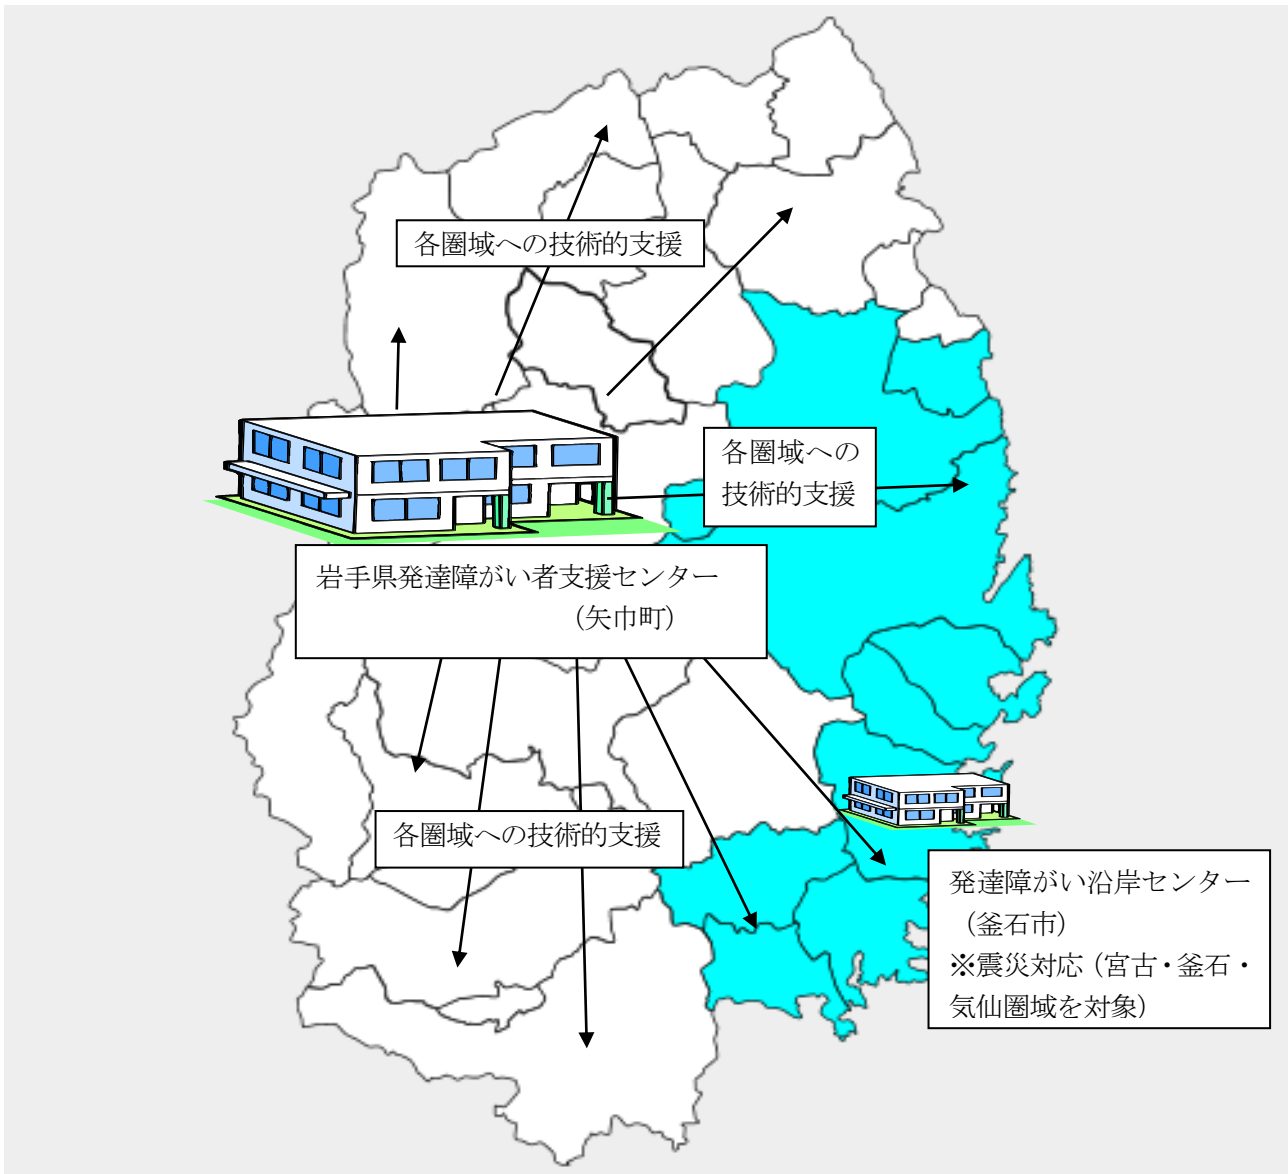 各圏域への技術的支援
各圏域への
技術的支援
岩手県発達障がい者支援センター
(矢巾町)
各圏域への技術的支援
発達障がい沿岸センター
(釜石市)
※震災対応(宮古・釜石・
気仙圏域を対象)